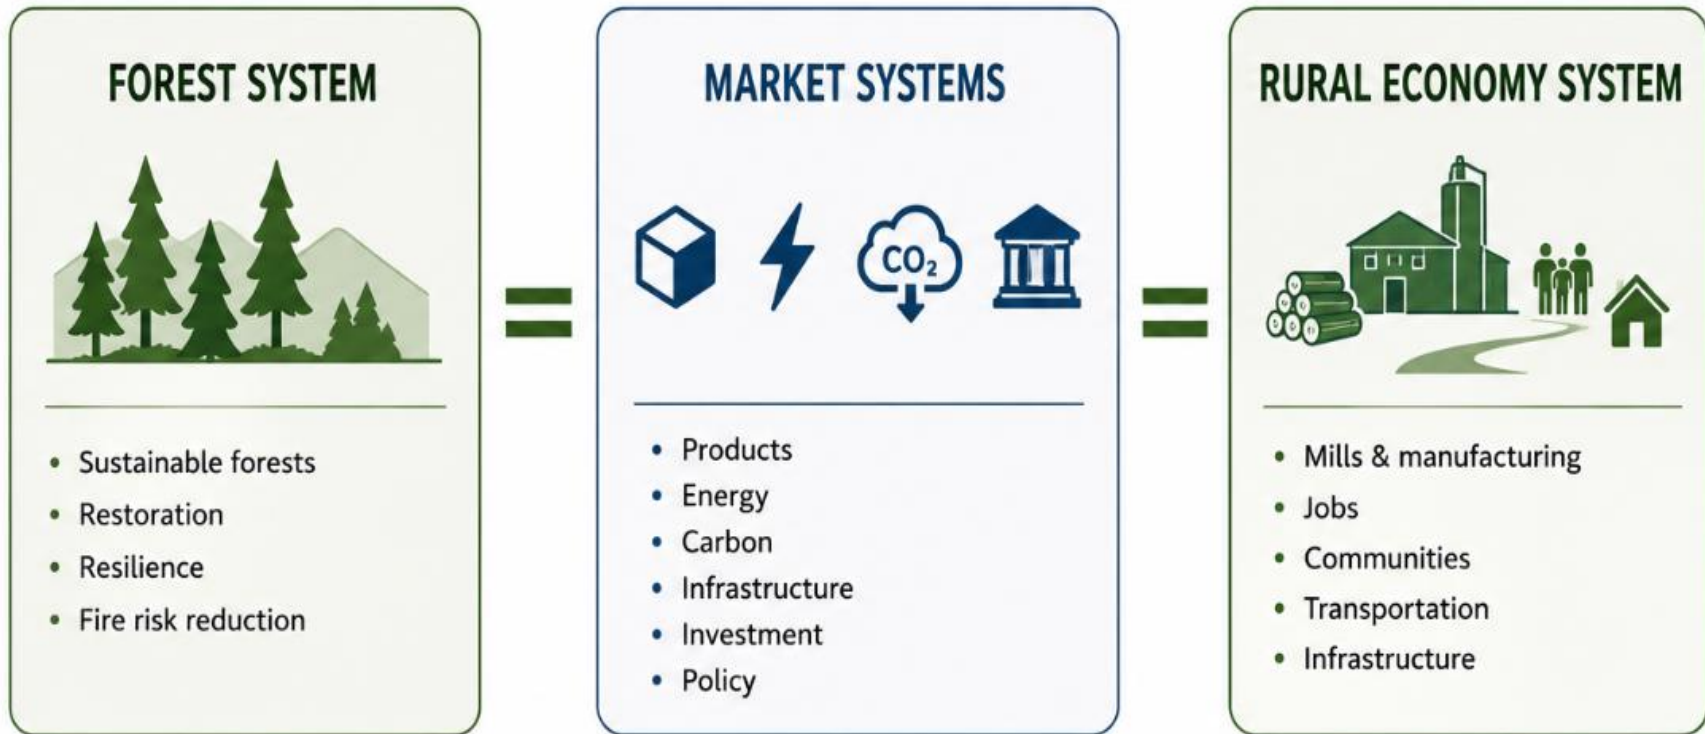 FOREST SYSTEM
• Sustainable forests
• Restoration
• Resilience
• Fire risk reduction
=
MARKET SYSTEMS
CO₂
• Products
• Energy
• Carbon
• Infrastructure
• Investment
• Policy
=
RURAL ECONOMY SYSTEM
• Mills & manufacturing
• Jobs
• Communities
• Transportation
• Infrastructure